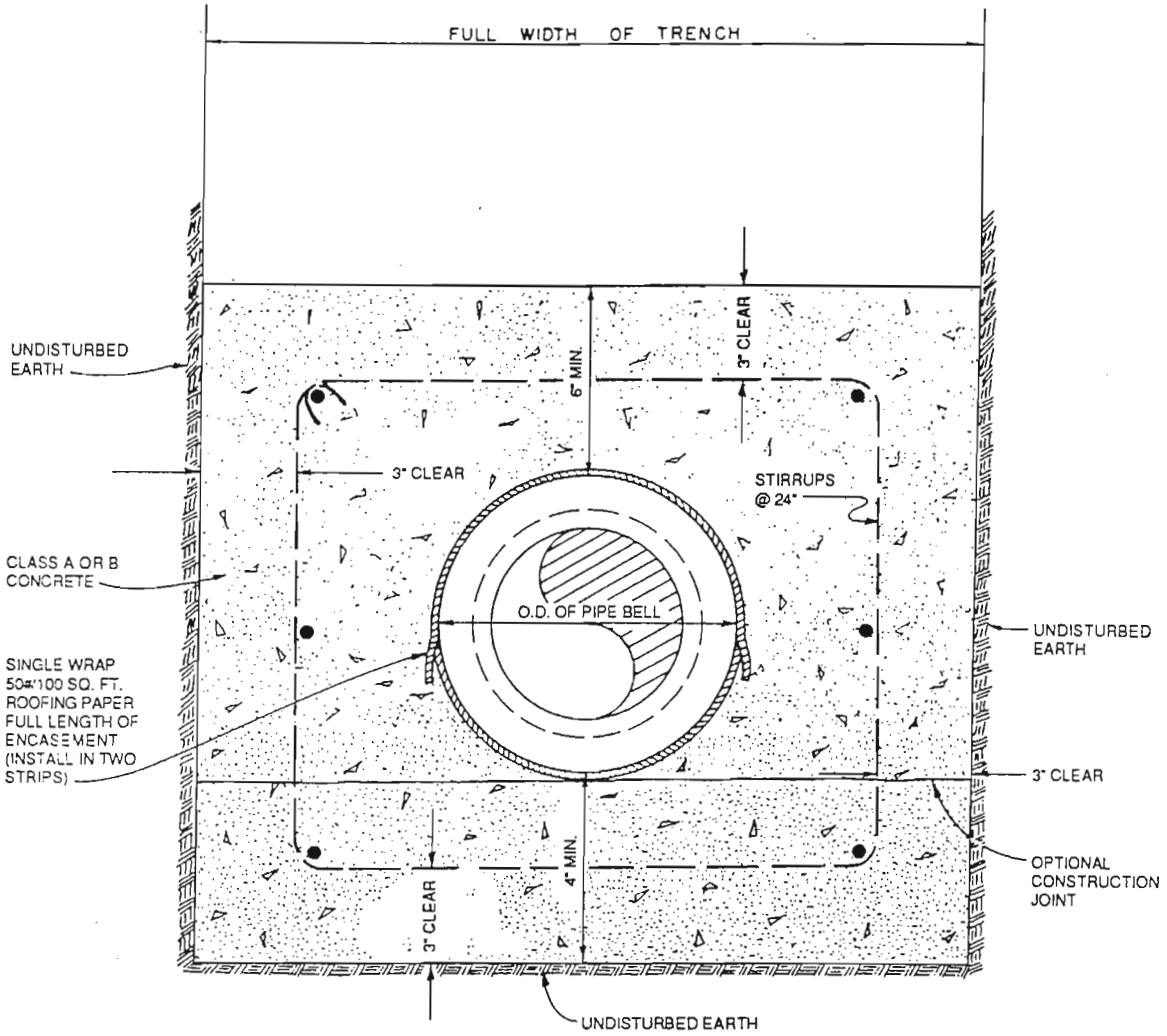 FULL WIDTH OF TRENCH
3" CLEAR
6" MIN.
UNDISTURBED
EARTH
3" CLEAR
STIRRUPS
@ 24"
CLASS A OR B
CONCRETE
O.D. OF PIPE BELL
UNDISTURBED
EARTH
SINGLE WRAP
50#/100 SQ. FT.
ROOFING PAPER
FULL LENGTH OF
ENCASEMENT
(INSTALL IN TWO
STRIPS)
3" CLEAR
4" MIN.
3" CLEAR
OPTIONAL
CONSTRUCTION
JOINT
UNDISTURBED EARTH